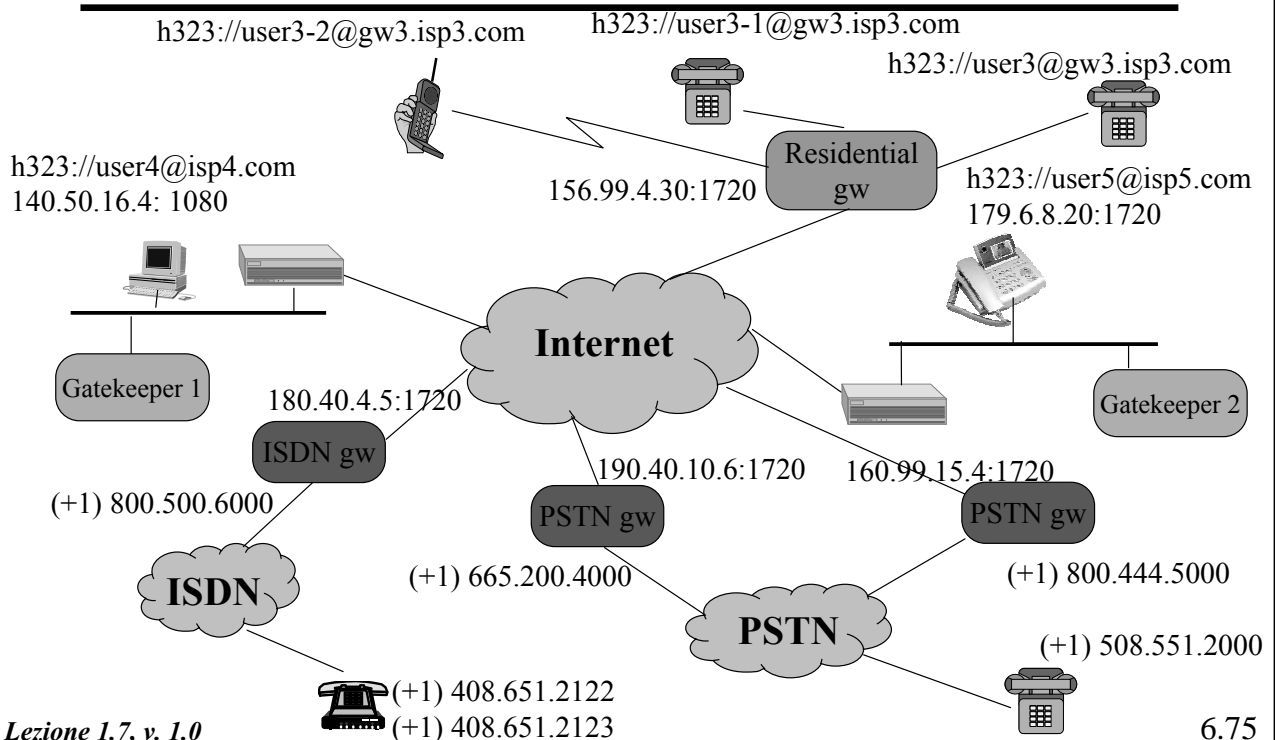 h323://user3-2@gw3.isp3.com
h323://user3-1@gw3.isp3.com
h323://user3@gw3.isp3.com
h323://user4@isp4.com
140.50.16.4: 1080
156.99.4.30:1720
Residential
gw
h323://user5@isp5.com
179.6.8.20:1720
Internet
Gatekeeper 1
180.40.4.5:1720
Gatekeeper 2
ISDN gw
190.40.10.6:1720
160.99.15.4:1720
(+1) 800.500.6000
PSTN gw
PSTN gw
(+1) 665.200.4000
(+1) 800.444.5000
ISDN
PSTN
(+1) 508.551.2000
(+1) 408.651.2122
(+1) 408.651.2123
Lezione 1.7, v. 1.0
6.75